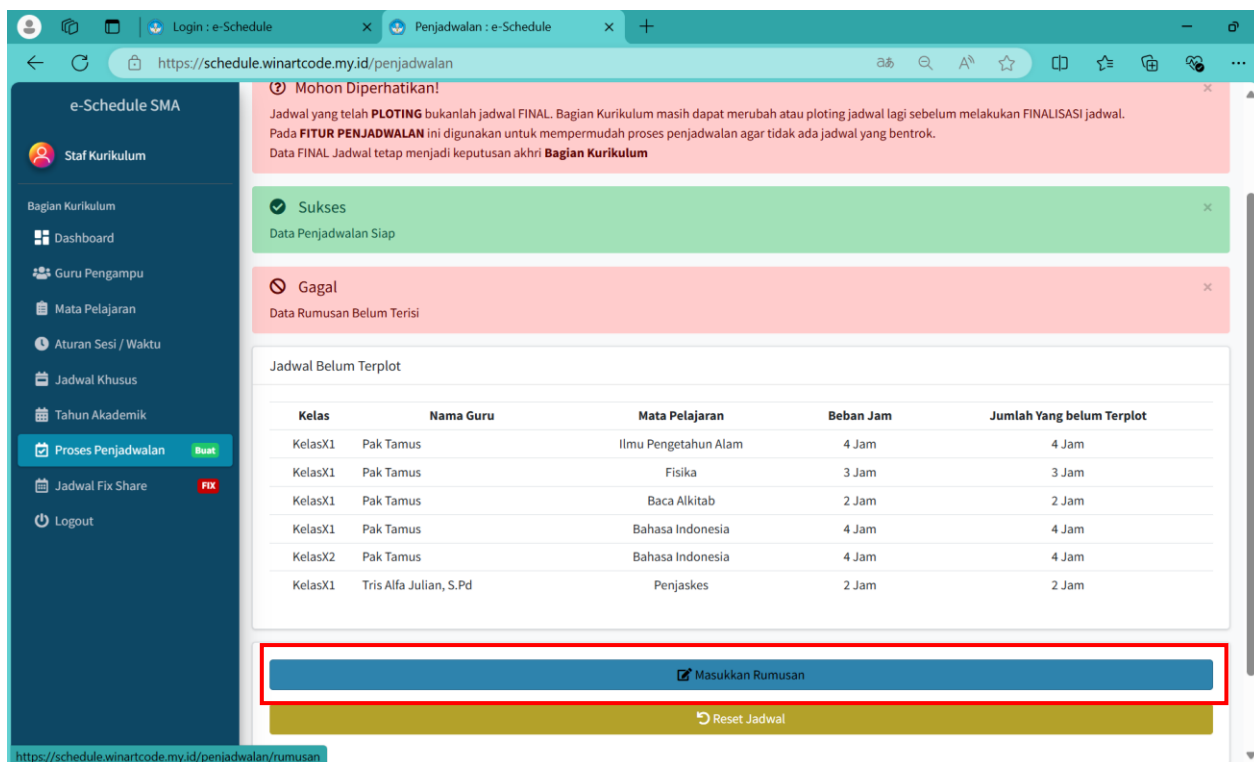 Login : e-Schedule
Penjadwalan : e-Schedule
https://schedule.winartcode.my.id/penjadwalan
e-Schedule SMA
Staf Kurikulum
Bagian Kurikulum
Dashboard
Guru Pengampu
Mata Pelajaran
Aturan Sesi / Waktu
Jadwal Khusus
Tahun Akademik
Proses Penjadwalan Buat
Jadwal Fix Share FIX
Logout
Mohon Diperhatikan!
Jadwal yang telah PLOTING bukanlah jadwal FINAL. Bagian Kurikulum masih dapat merubah atau ploting jadwal lagi sebelum melakukan FINALISASI jadwal.
Pada FITUR PENJADWALAN ini digunakan untuk mempermudah proses penjadwalan agar tidak ada jadwal yang bentrok.
Data FINAL Jadwal tetap menjadi keputusan akhri Bagian Kurikulum
Sukses
Data Penjadwalan Siap
Gagal
Data Rumusan Belum Terisi
Jadwal Belum Terplot
Kelas Nama Guru Mata Pelajaran Beban Jam Jumlah Yang belum Terplot
KelasX1 Pak Tamus Ilmu Pengetahun Alam 4 Jam 4 Jam
KelasX1 Pak Tamus Fisika 3 Jam 3 Jam
KelasX1 Pak Tamus Baca Alkitab 2 Jam 2 Jam
KelasX1 Pak Tamus Bahasa Indonesia 4 Jam 4 Jam
KelasX2 Pak Tamus Bahasa Indonesia 4 Jam 4 Jam
KelasX1 Tris Alfa Julian, S.Pd Penjaskes 2 Jam 2 Jam
Masukkan Rumusan
Reset Jadwal
https://schedule.winartcode.my.id/penjadwalan/rumusan